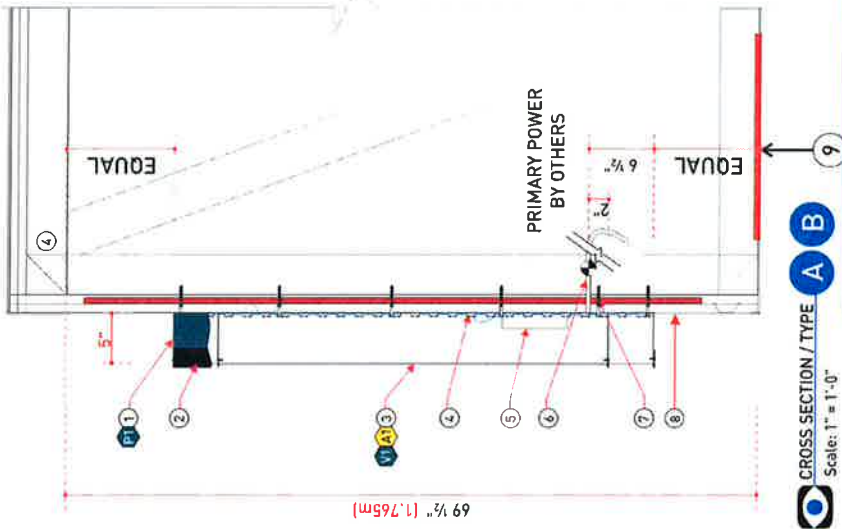 4
EQUAL
PRIMARY POWER
BY OTHERS
6 ½"
2"
EQUAL
9
5"
P1 1
2
V1 A1 3
4
5
6
7
8
69 ½" (1.765m)
CROSS SECTION / TYPE A B
Scale: 1" = 1'-0"